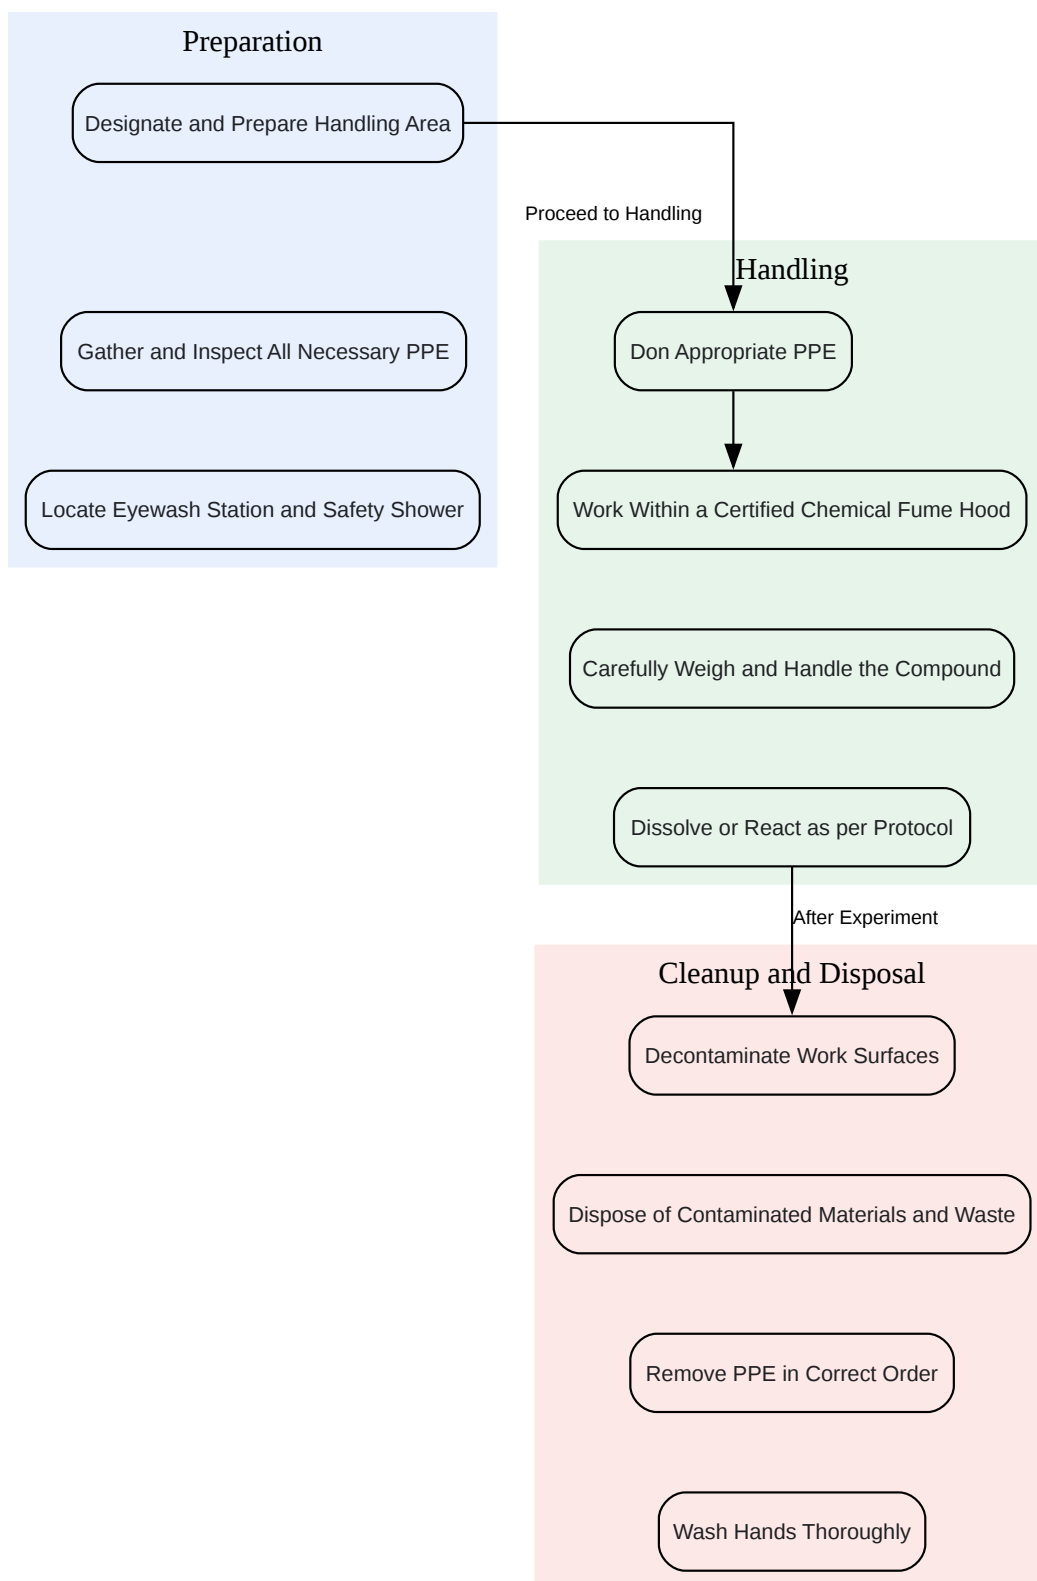 Preparation
Designate and Prepare Handling Area
Gather and Inspect All Necessary PPE
Locate Eyewash Station and Safety Shower
Proceed to Handling
Handling
Don Appropriate PPE
Work Within a Certified Chemical Fume Hood
Carefully Weigh and Handle the Compound
Dissolve or React as per Protocol
After Experiment
Cleanup and Disposal
Decontaminate Work Surfaces
Dispose of Contaminated Materials and Waste
Remove PPE in Correct Order
Wash Hands Thoroughly